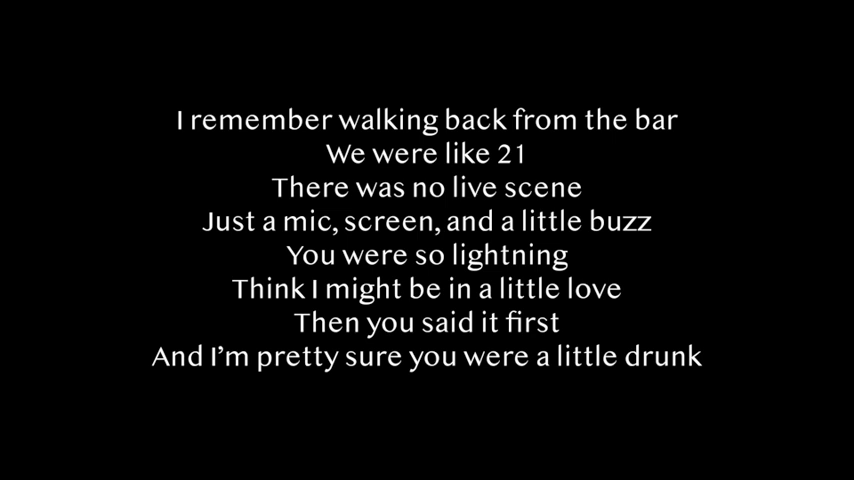 I remember walking back from the bar
We were like 21
There was no live scene
Just a mic, screen, and a little buzz
You were so lightning
Think I might be in a little love
Then you said it first
And I'm pretty sure you were a little drunk